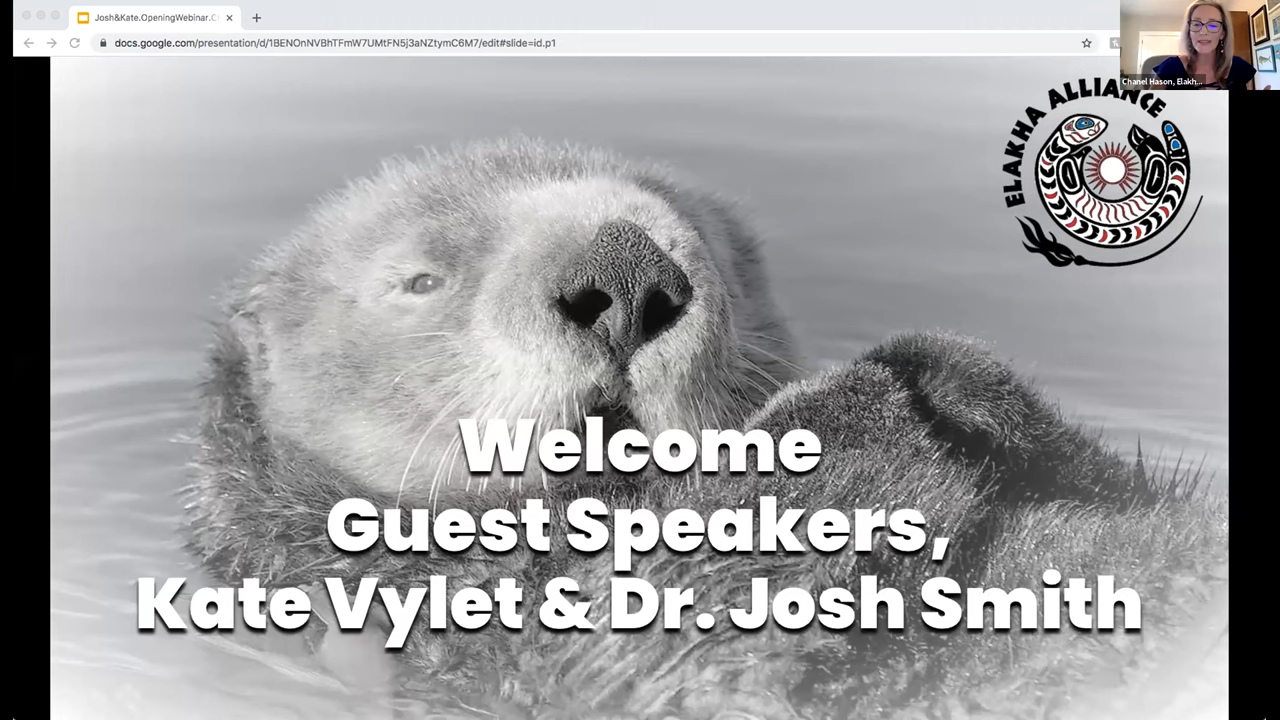 Josh&Kate.OpeningWebinar.C
docs.google.com/presentation/d/1BENOnNVBhTFmW7UMtFN5j3aNZtymC6M7/edit#slide=id.p1
Chanel Hason, Elakh...
ELAKHA ALLIANCE
Welcome
Guest Speakers,
Kate Vylet & Dr. Josh Smith